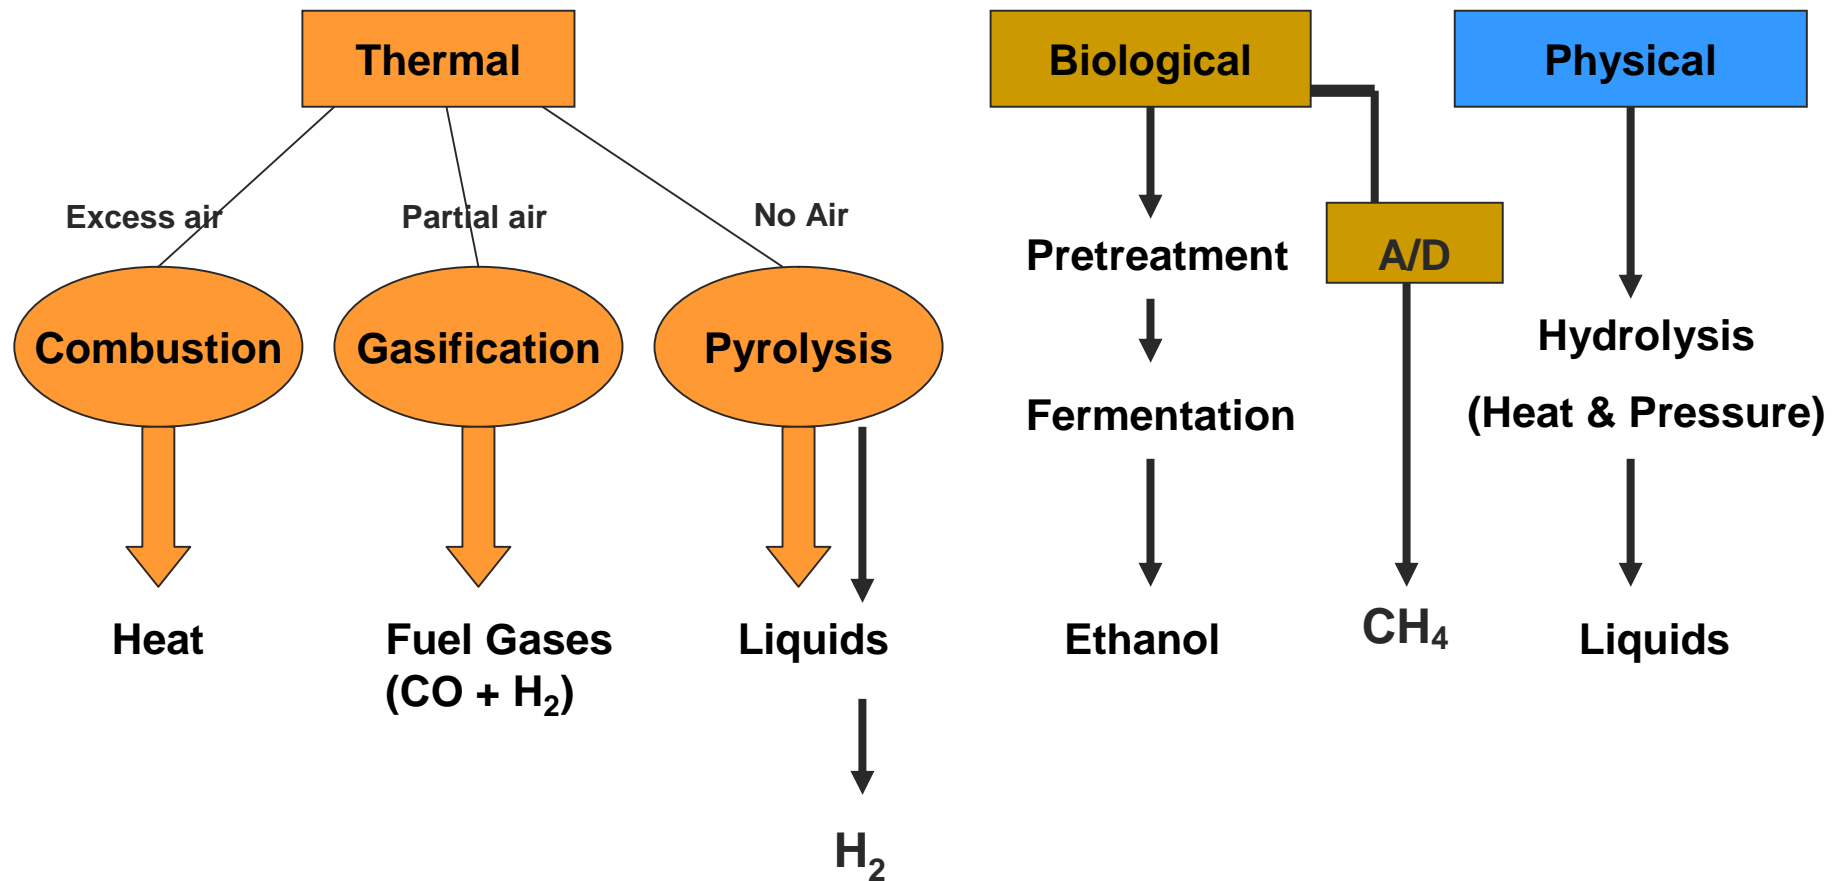 Thermal
Biological
Physical
Excess air
Partial air
No Air
Pretreatment
A/D
Combustion
Gasification
Pyrolysis
Hydrolysis
(Heat & Pressure)
Fermentation
Heat
Fuel Gases
(CO + H₂)
Liquids
Ethanol
CH₄
Liquids
H₂